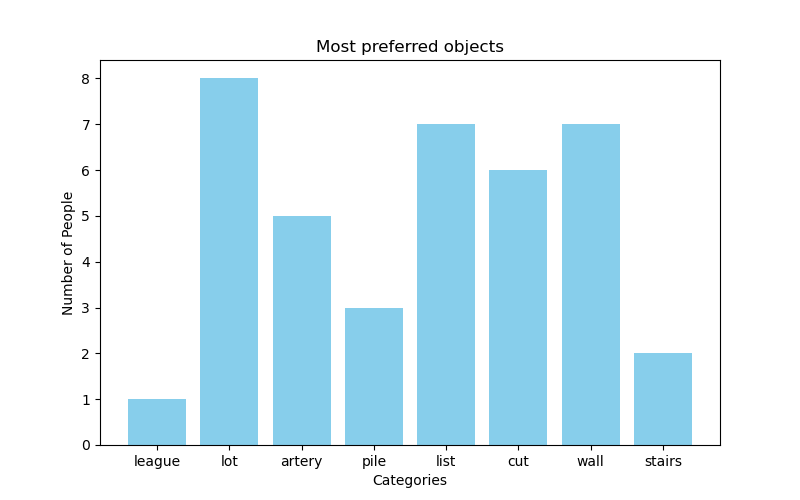 Most preferred objects
Number of People
8
7
6
5
4
3
2
1
0
league lot artery pile list cut wall stairs
Categories